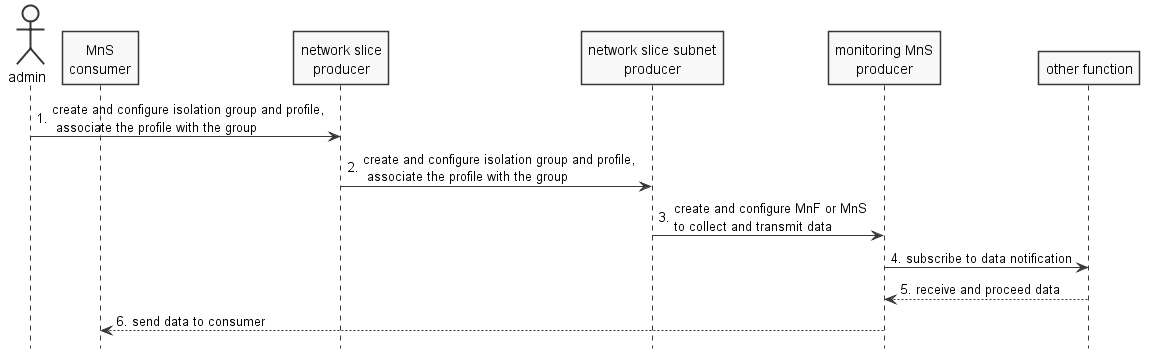 admin
MnS
consumer
network slice
producer
network slice subnet
producer
monitoring MnS
producer
other function
1. create and configure isolation group and profile,
associate the profile with the group
2. create and configure isolation group and profile,
associate the profile with the group
3. create and configure MnF or MnS
to collect and transmit data
4. subscribe to data notification
5. receive and proceed data
6. send data to consumer